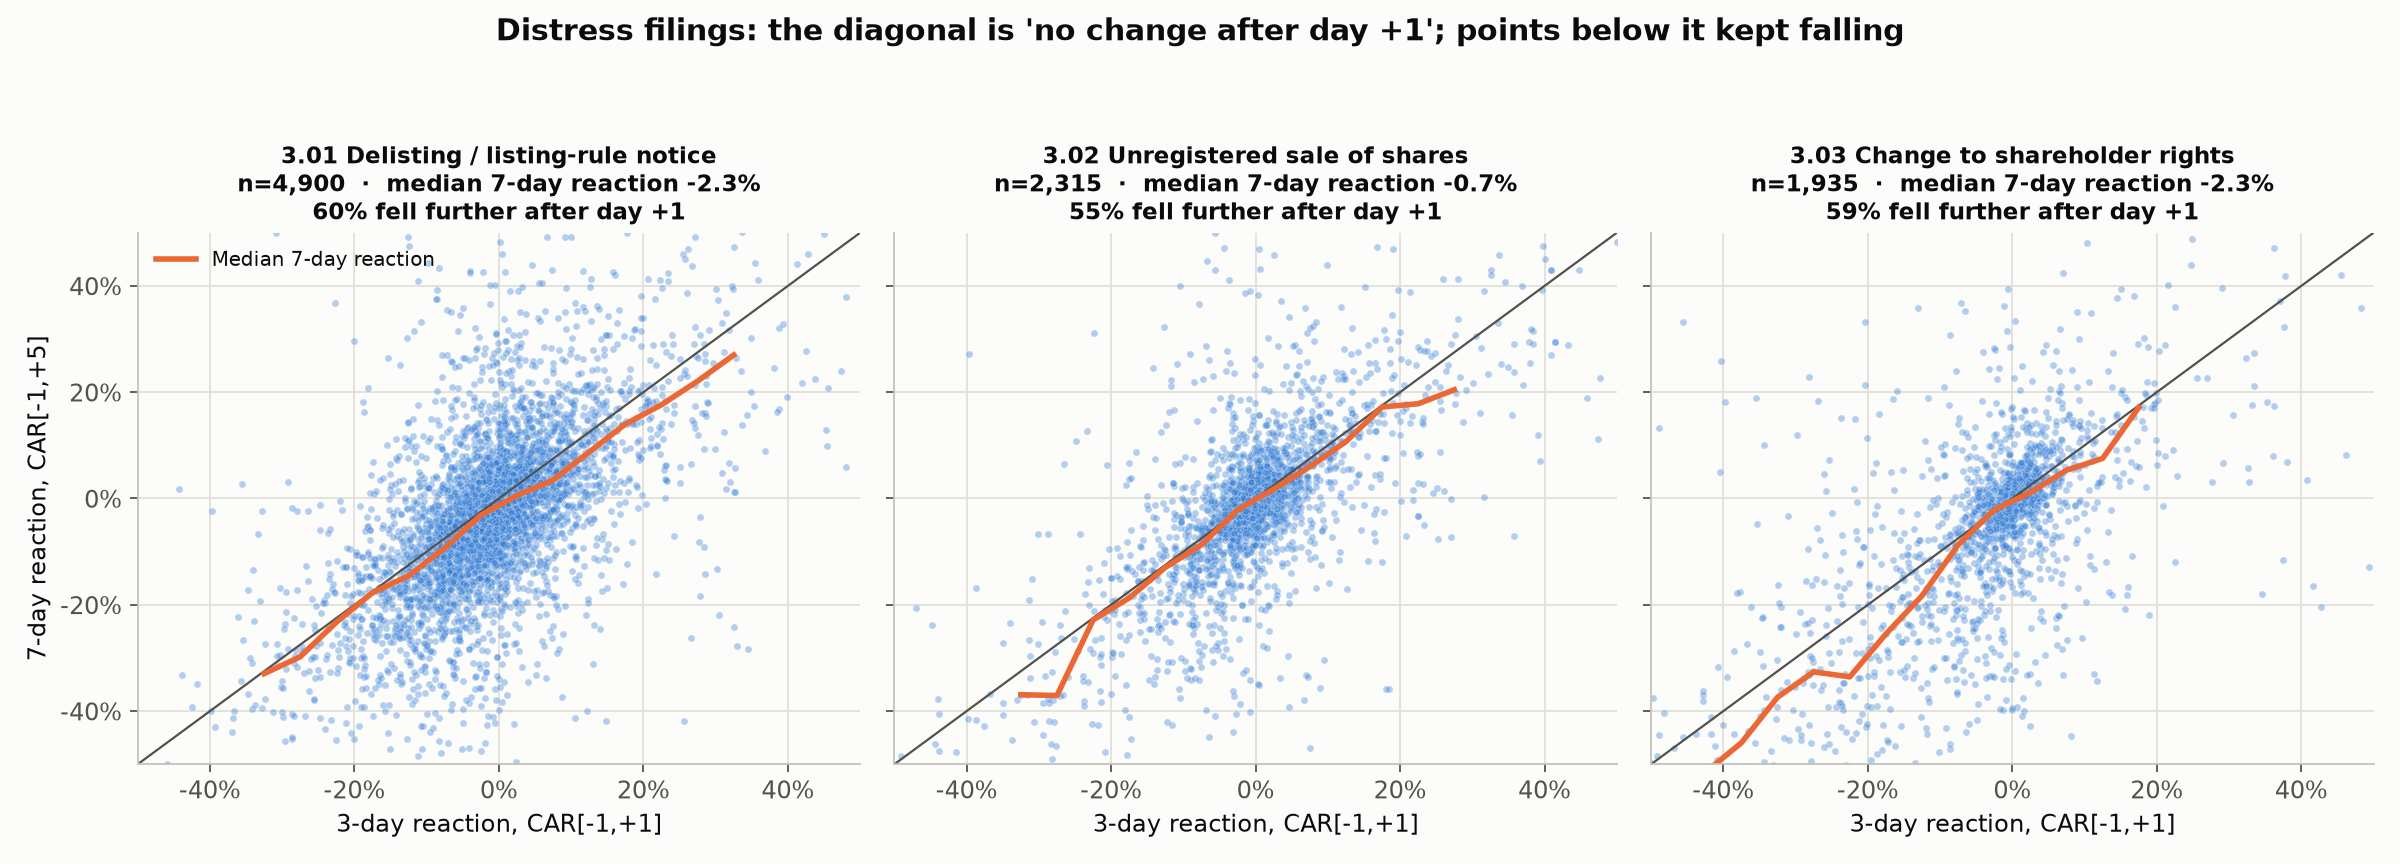 Distress filings: the diagonal is 'no change after day +1'; points below it kept falling
3.01 Delisting / listing-rule notice
n=4,900 · median 7-day reaction -2.3%
60% fell further after day +1
3.02 Unregistered sale of shares
n=2,315 · median 7-day reaction -0.7%
55% fell further after day +1
3.03 Change to shareholder rights
n=1,935 · median 7-day reaction -2.3%
59% fell further after day +1
Median 7-day reaction
7-day reaction, CAR[-1,+5]
40%
20%
0%
-20%
-40%
-40% -20% 0% 20% 40%
-40% -20% 0% 20% 40%
-40% -20% 0% 20% 40%
3-day reaction, CAR[-1,+1]
3-day reaction, CAR[-1,+1]
3-day reaction, CAR[-1,+1]